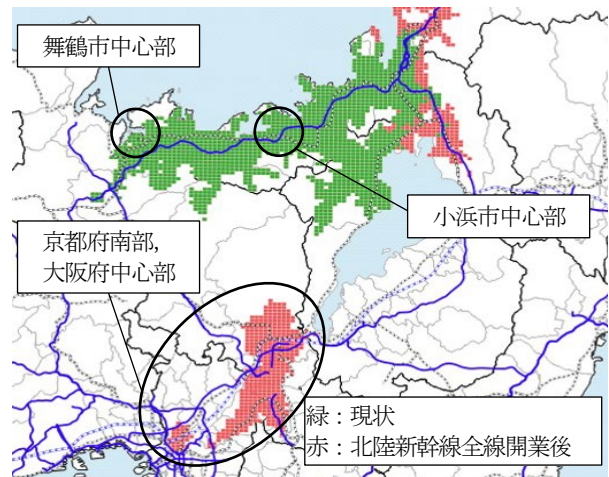 舞鶴市中心部
小浜市中心部
京都府南部,
大阪府中心部
緑：現状
赤：北陸新幹線全線開業後